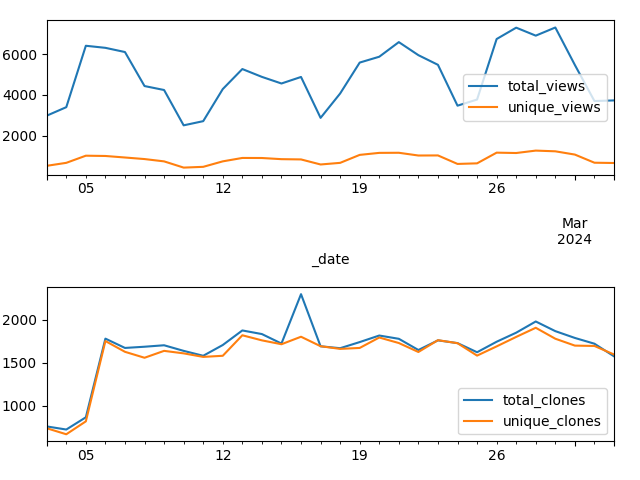 6000
4000
2000
total_views
unique_views
05
12
19
26
Mar
2024
_date
2000
1500
1000
total_clones
unique_clones
05
12
19
26